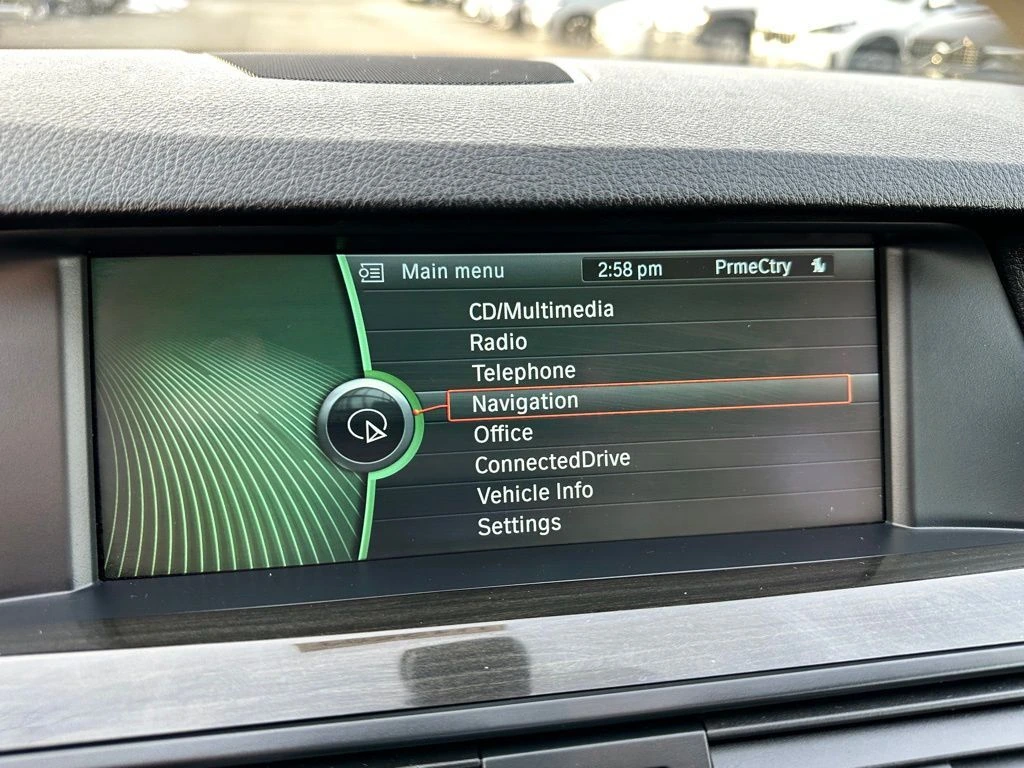 Main menu 2:58 pm PrmeCtry
CD/Multimedia
Radio
Telephone
Navigation
Office
ConnectedDrive
Vehicle Info
Settings